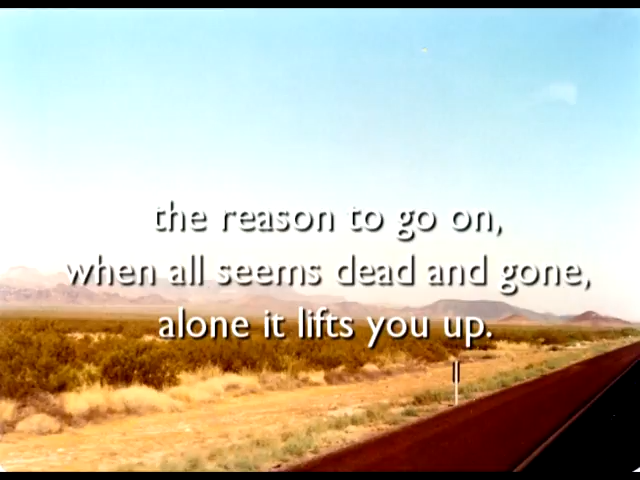 the reason to go on,
when all seems dead and gone,
alone it lifts you up.